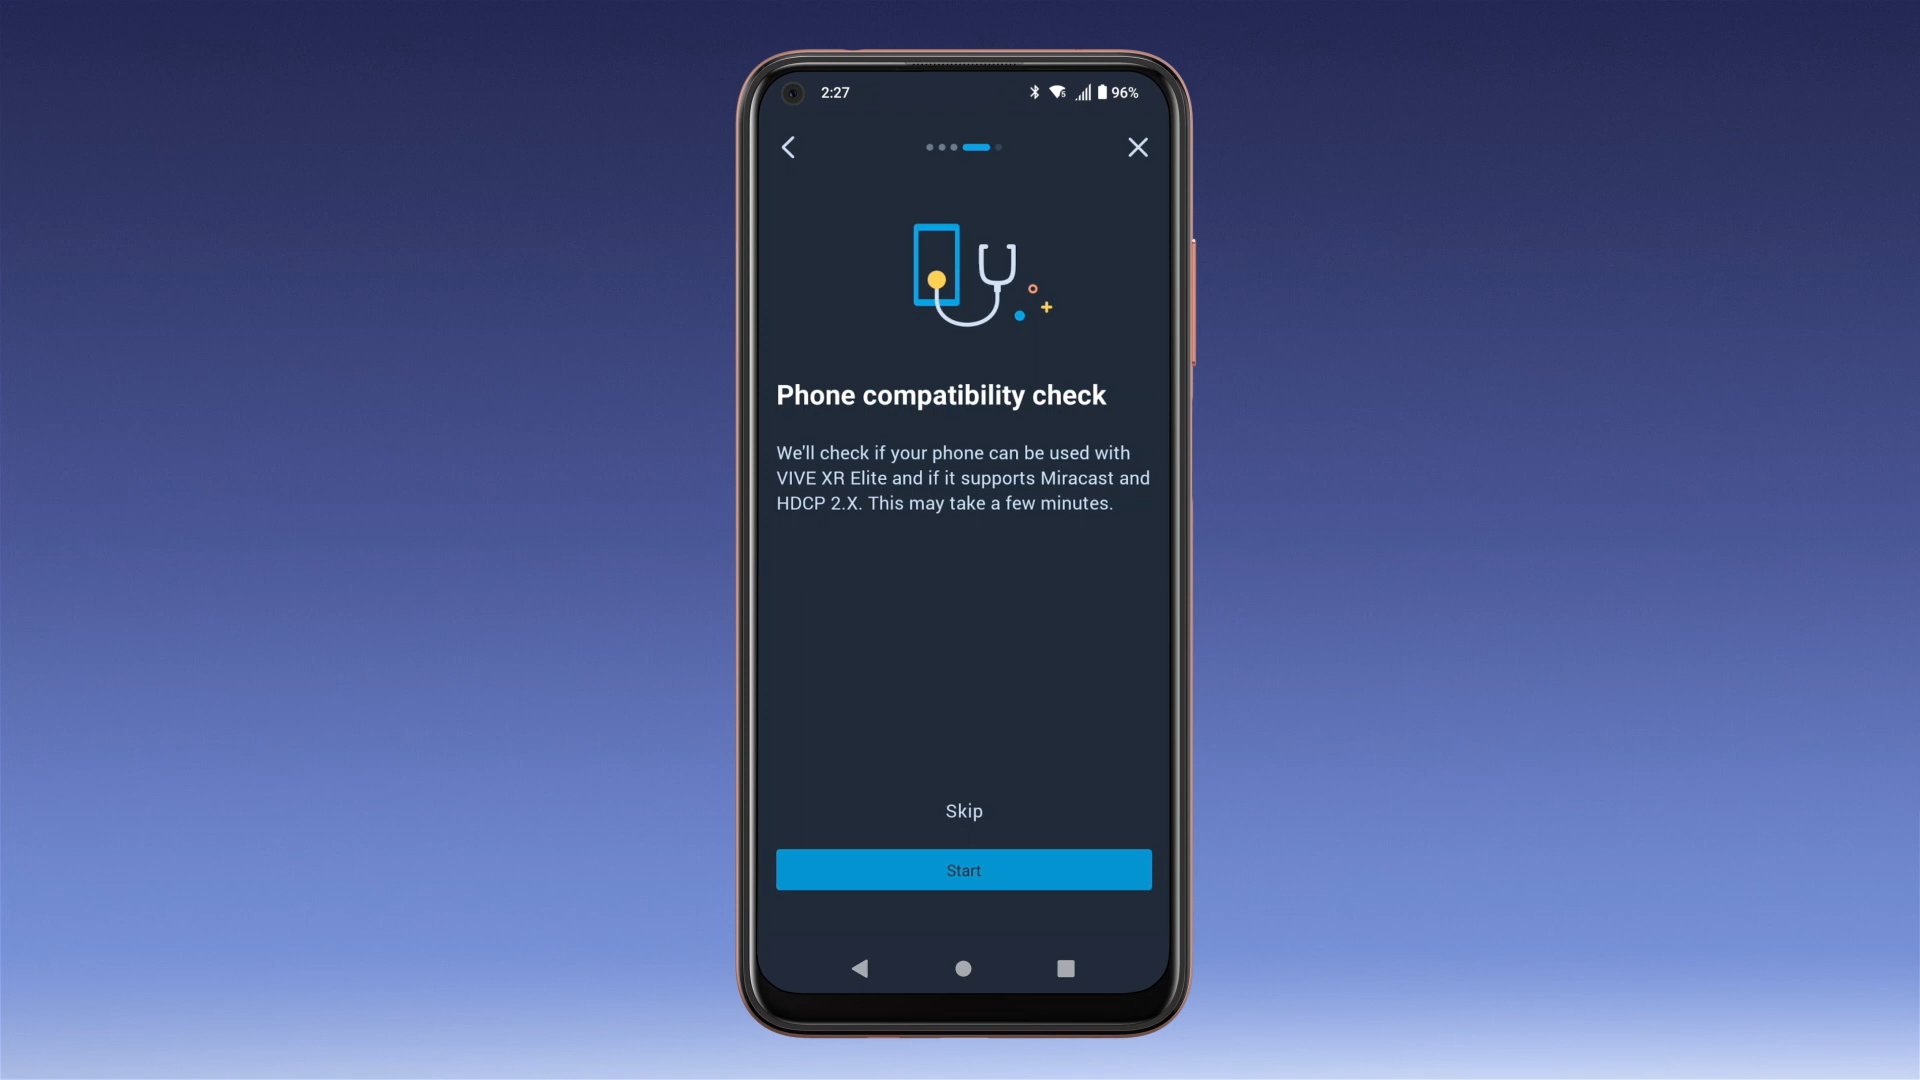 2:27
96%
Phone compatibility check
We'll check if your phone can be used with
VIVE XR Elite and if it supports Miracast and
HDCP 2.X. This may take a few minutes.
Skip
Start